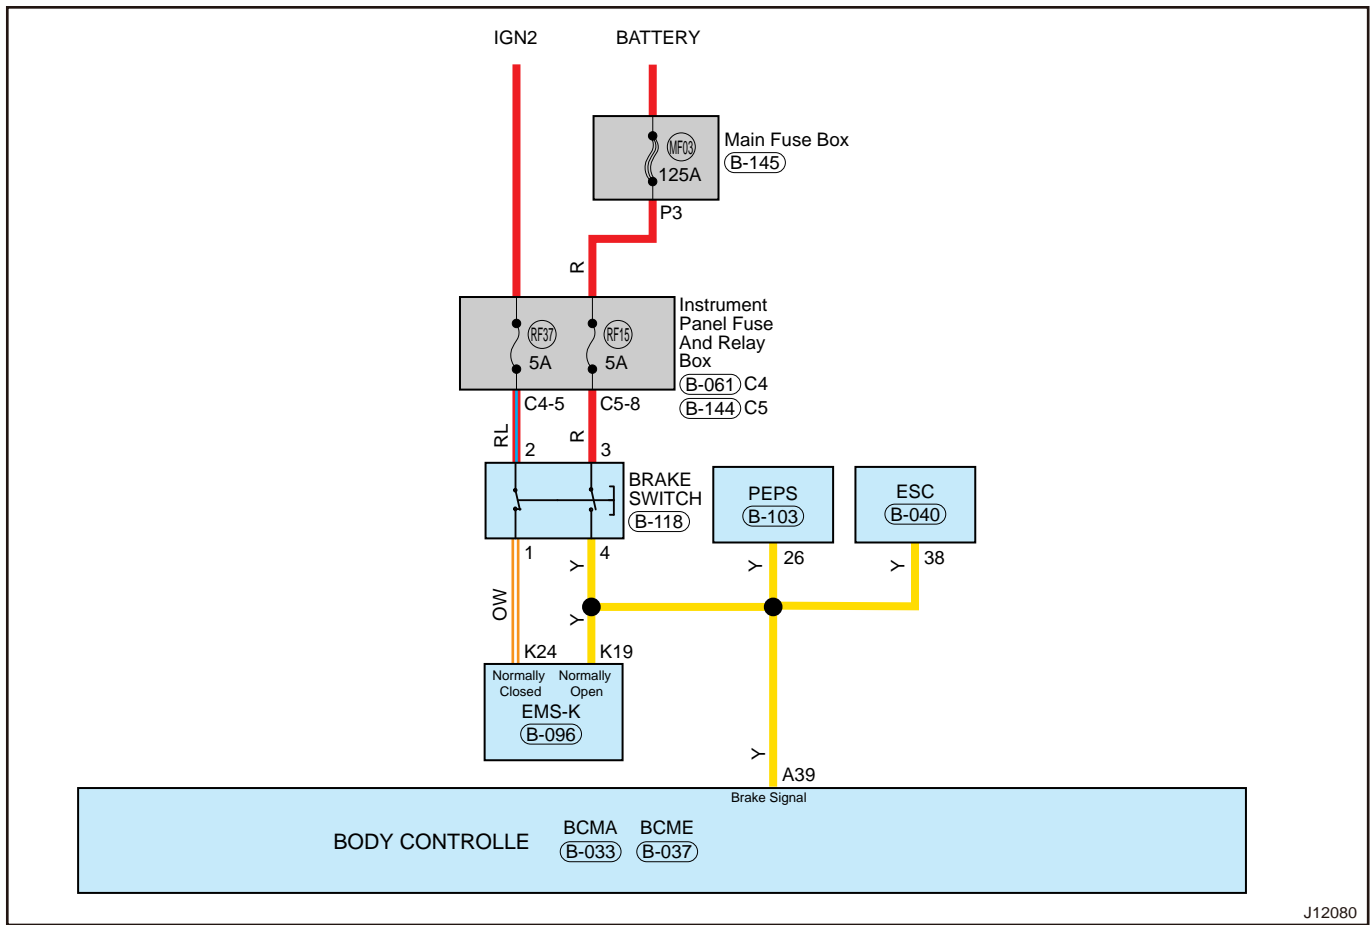 IGN2
BATTERY
MF03
125A
Main Fuse Box
B-145
P3
R
RF37
5A
RF15
5A
Instrument
Panel Fuse
And Relay
Box
B-061 C4
B-144 C5
C4-5
C5-8
RL
R
2
3
BRAKE
SWITCH
B-118
PEPS
B-103
ESC
B-040
1
4
Y
26
Y
38
Y
OW
Y
K24
K19
Normally
Closed
Normally
Open
EMS-K
B-096
Y
A39
Brake Signal
BODY CONTROLLE
BCMA
B-033
BCME
B-037
J12080